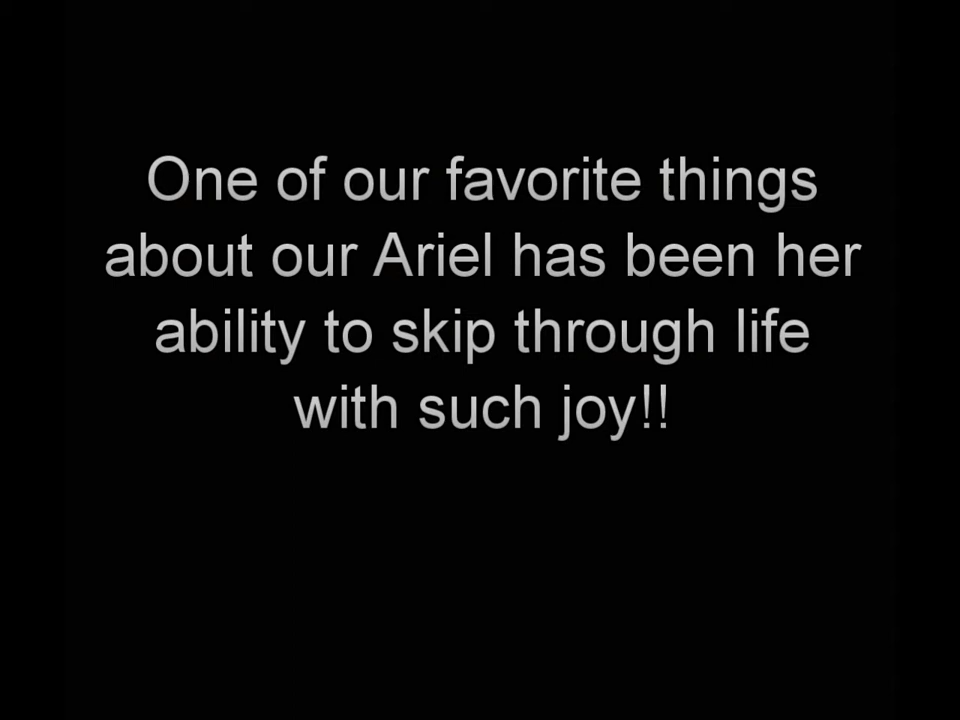 One of our favorite things
about our Ariel has been her
ability to skip through life
with such joy!!